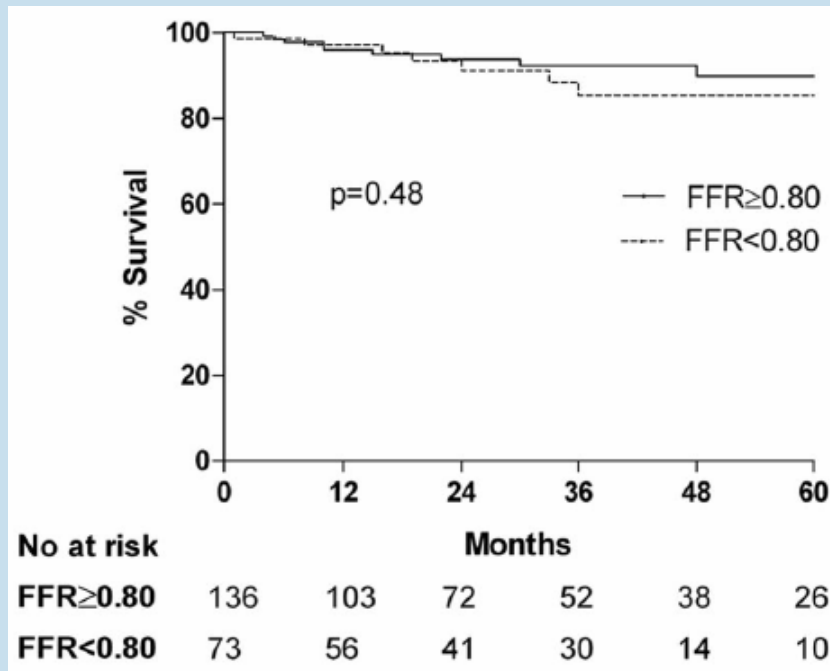 100
80
60
40
20
0
% Survival
p=0.48
FFR≥0.80
FFR<0.80
0 12 24 36 48 60
Months
No at risk
FFR≥0.80 136 103 72 52 38 26
FFR<0.80 73 56 41 30 14 10